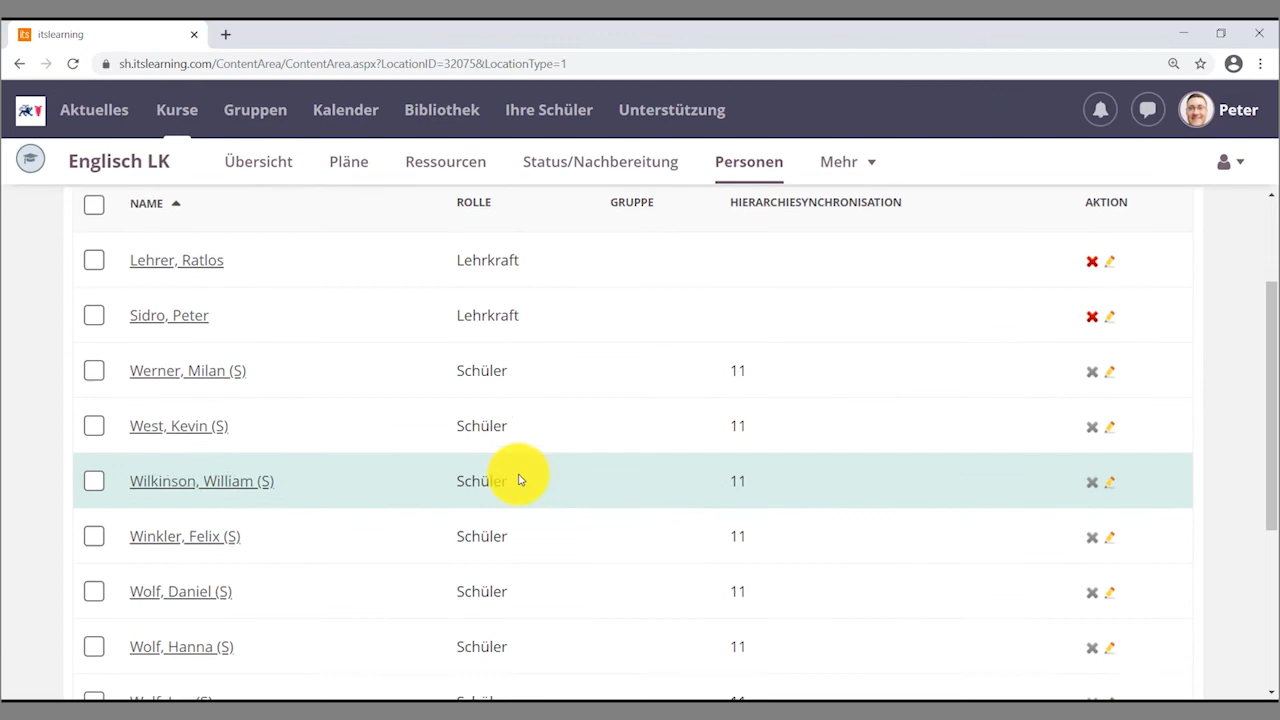 itslearning
sh.itslearning.com/ContentArea/ContentArea.aspx?LocationID=32075&LocationType=1
Aktuelles Kurse Gruppen Kalender Bibliothek Ihre Schüler Unterstützung Peter
Englisch LK Übersicht Pläne Ressourcen Status/Nachbereitung Personen Mehr
NAME ROLLE GRUPPE HIERARCHIESYNCHRONISATION AKTION
Lehrer, Ratlos Lehrkraft
Sidro, Peter Lehrkraft
Werner, Milan (S) Schüler 11
West, Kevin (S) Schüler 11
Wilkinson, William (S) Schüler 11
Winkler, Felix (S) Schüler 11
Wolf, Daniel (S) Schüler 11
Wolf, Hanna (S) Schüler 11